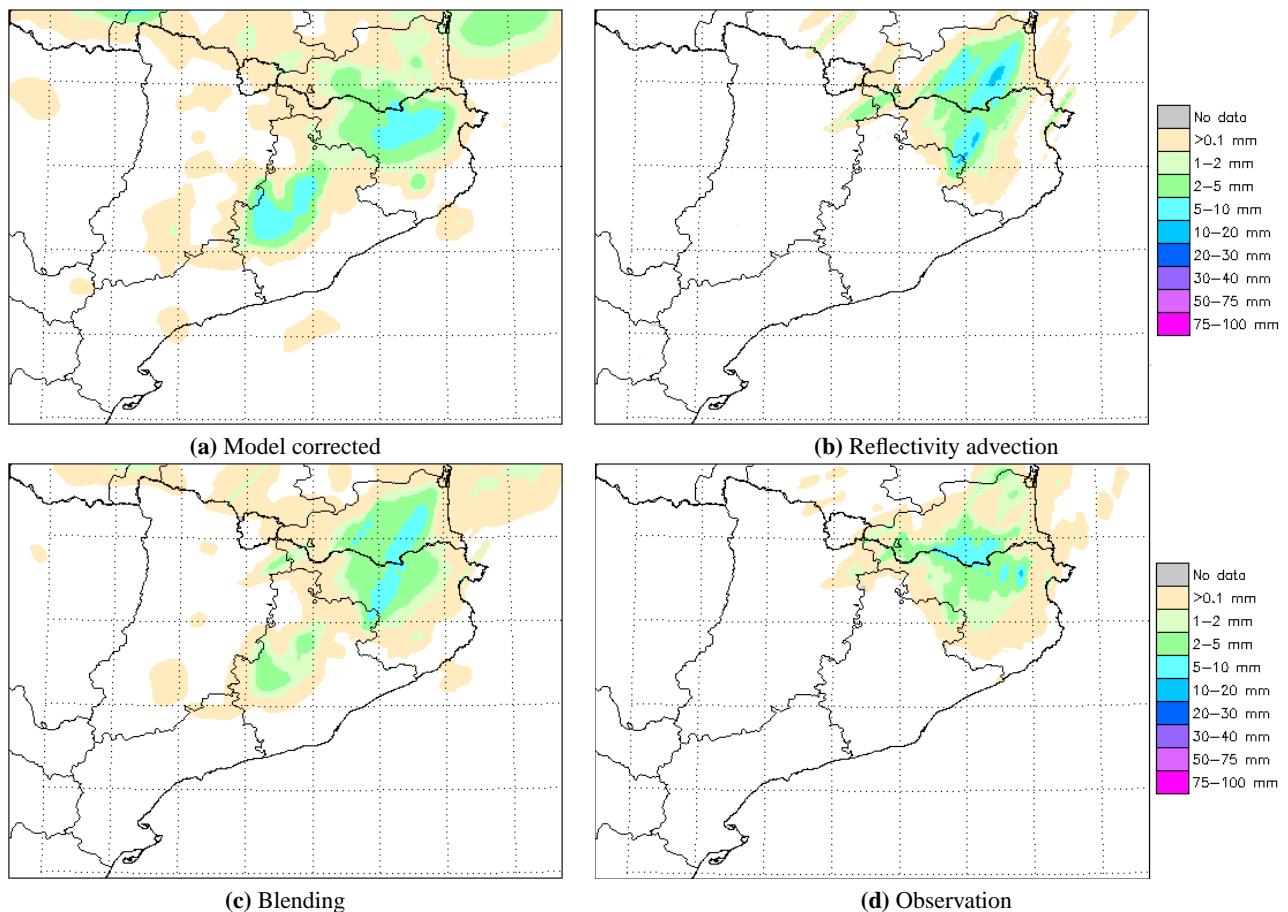 No data
>0.1 mm
1-2 mm
2-5 mm
5-10 mm
10-20 mm
20-30 mm
30-40 mm
50-75 mm
75-100 mm
(a) Model corrected
(b) Reflectivity advection
No data
>0.1 mm
1-2 mm
2-5 mm
5-10 mm
10-20 mm
20-30 mm
30-40 mm
50-75 mm
75-100 mm
(c) Blending
(d) Observation